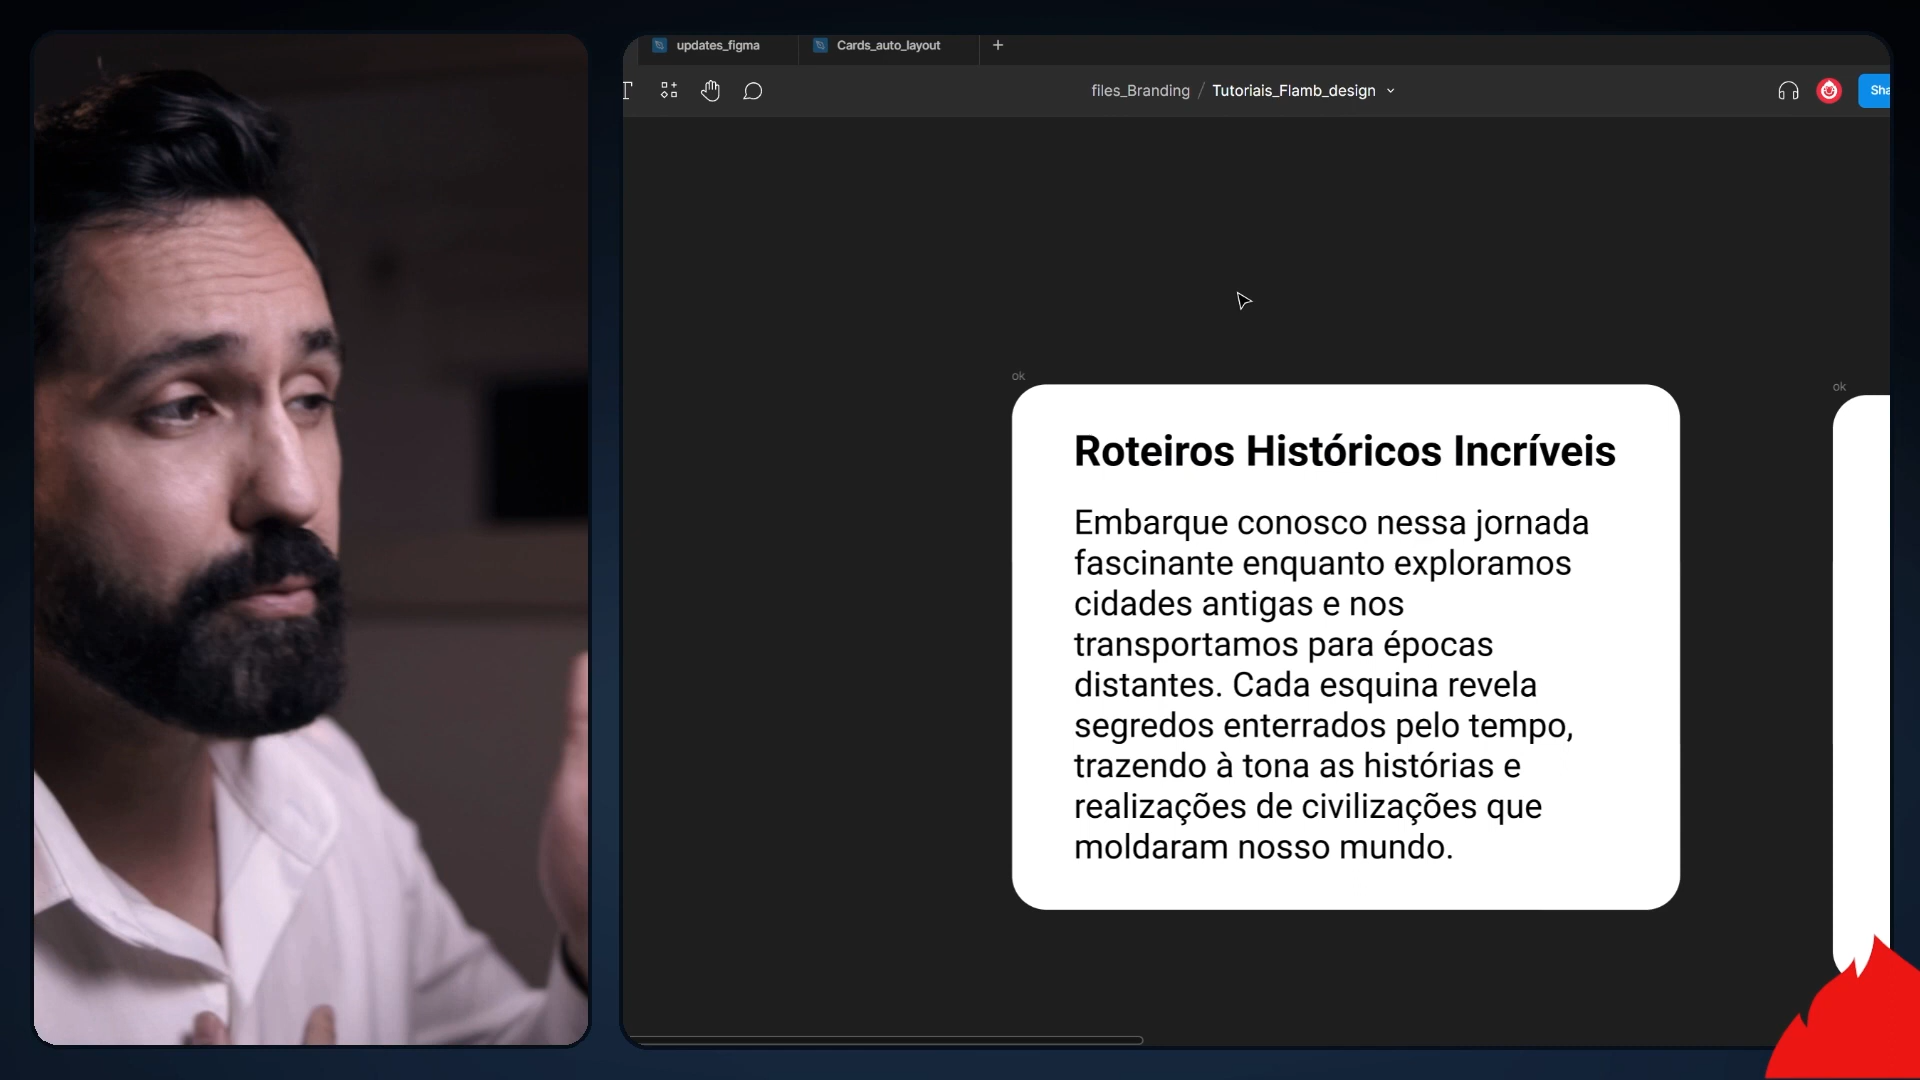 updates_figma
Cards_auto_layout
files_Branding / Tutoriais_Flamb_design
Sha
ok
ok
Roteiros Históricos Incríveis
Embarque conosco nessa jornada
fascinante enquanto exploramos
cidades antigas e nos
transportamos para épocas
distantes. Cada esquina revela
segredos enterrados pelo tempo,
trazendo à tona as histórias e
realizações de civilizações que
moldaram nosso mundo.